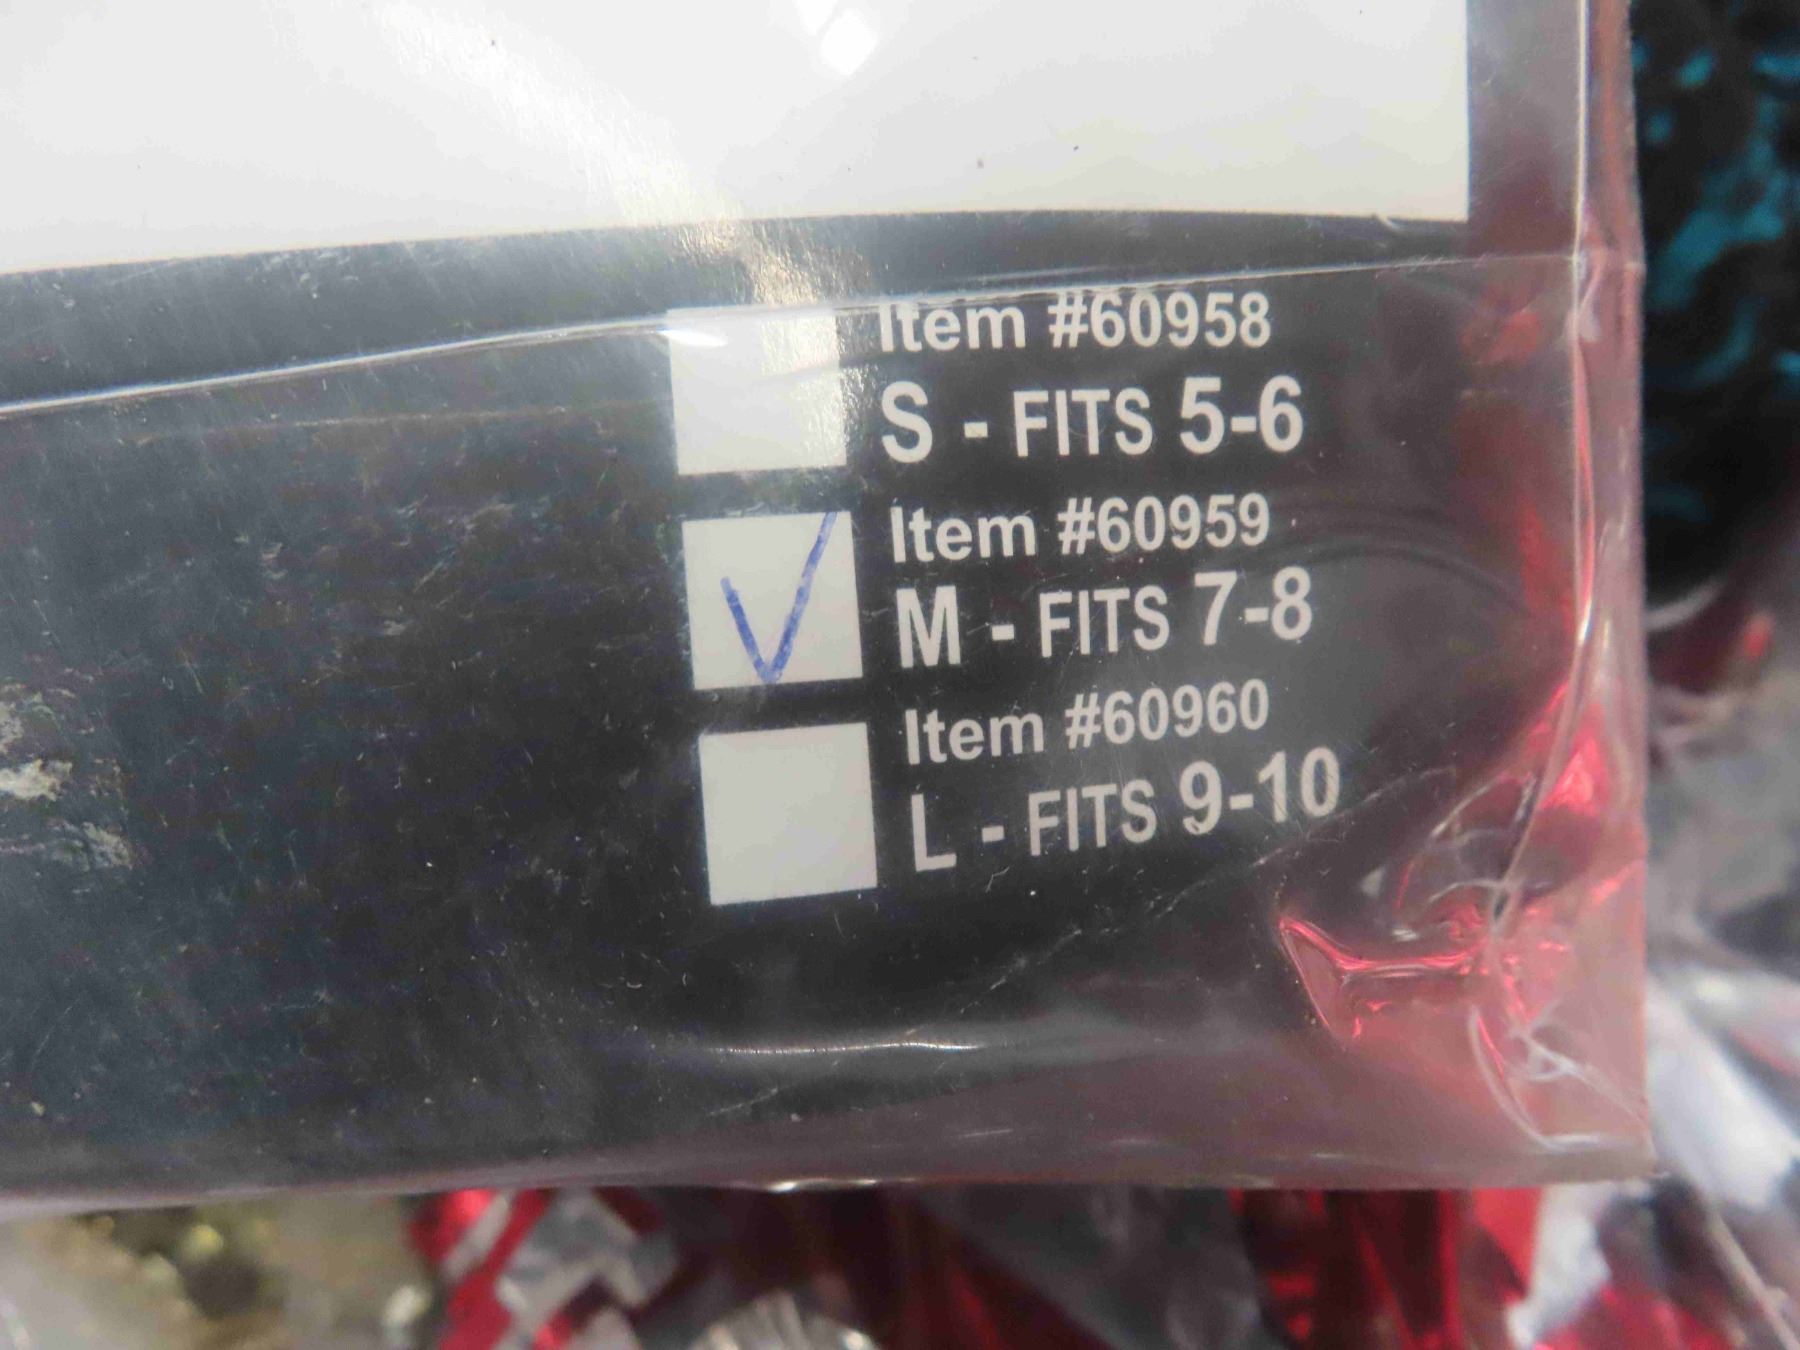 Item #60958
S - FITS 5-6
Item #60959
M - FITS 7-8
Item #60960
L - FITS 9-10